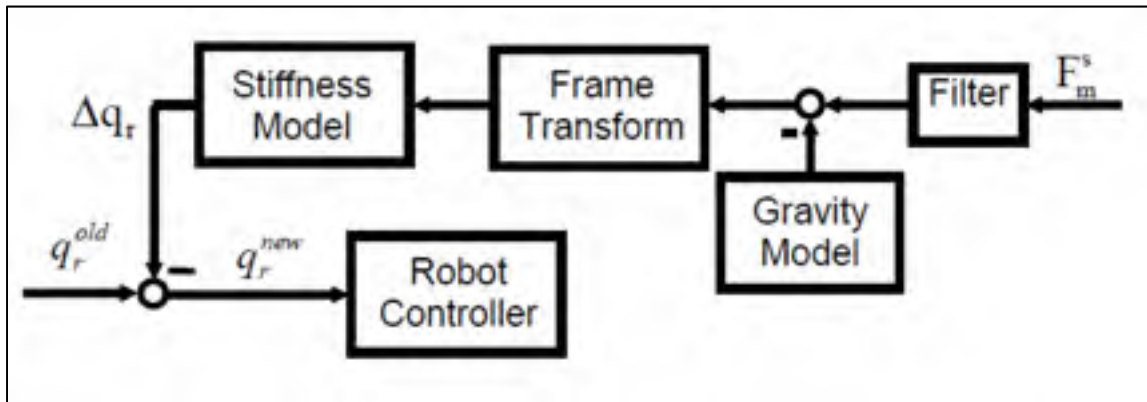 Stiffness
Model
Frame
Transform
Filter
F_m^s
Δq_r
-
Gravity
Model
q_r^{old}
-
q_r^{new}
Robot
Controller